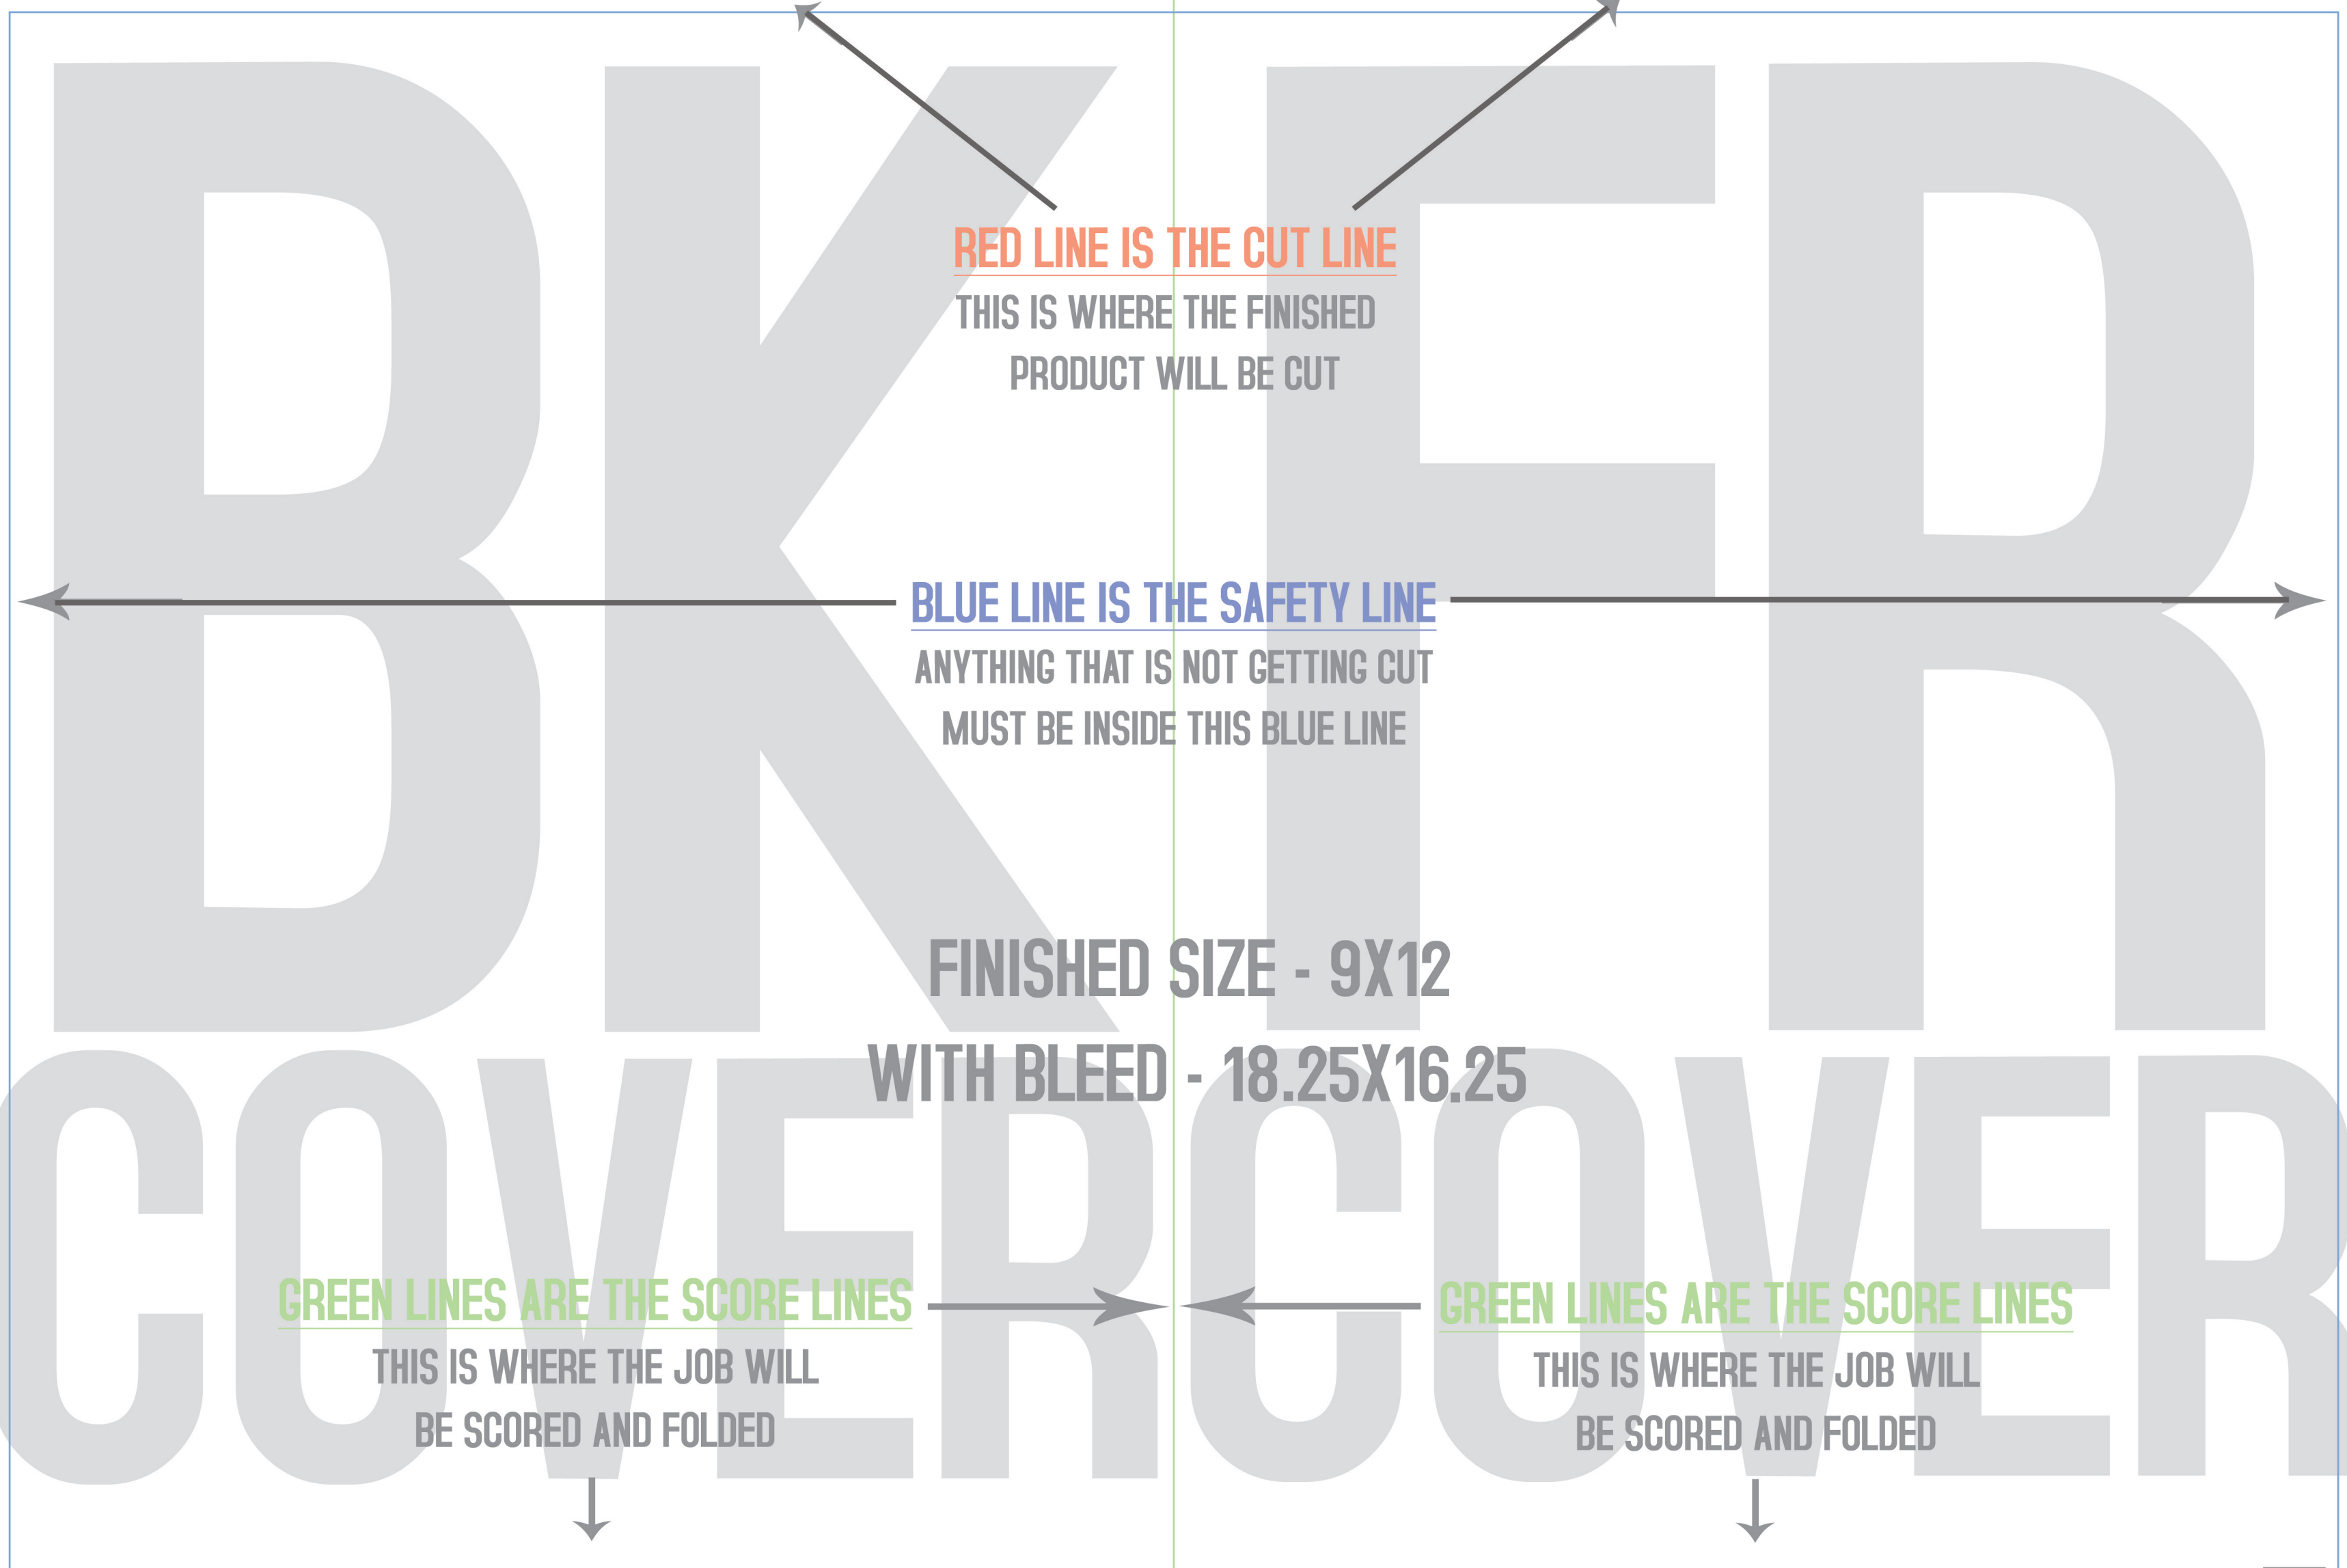 BK FR
RED LINE IS THE CUT LINE
THIS IS WHERE THE FINISHED
PRODUCT WILL BE CUT
BLUE LINE IS THE SAFETY LINE
ANYTHING THAT IS NOT GETTING CUT
MUST BE INSIDE THIS BLUE LINE
FINISHED SIZE - 9X12
WITH BLEED - 18.25X16.25
COVER COVER
GREEN LINES ARE THE SCORE LINES
THIS IS WHERE THE JOB WILL
BE SCORED AND FOLDED
GREEN LINES ARE THE SCORE LINES
THIS IS WHERE THE JOB WILL
BE SCORED AND FOLDED